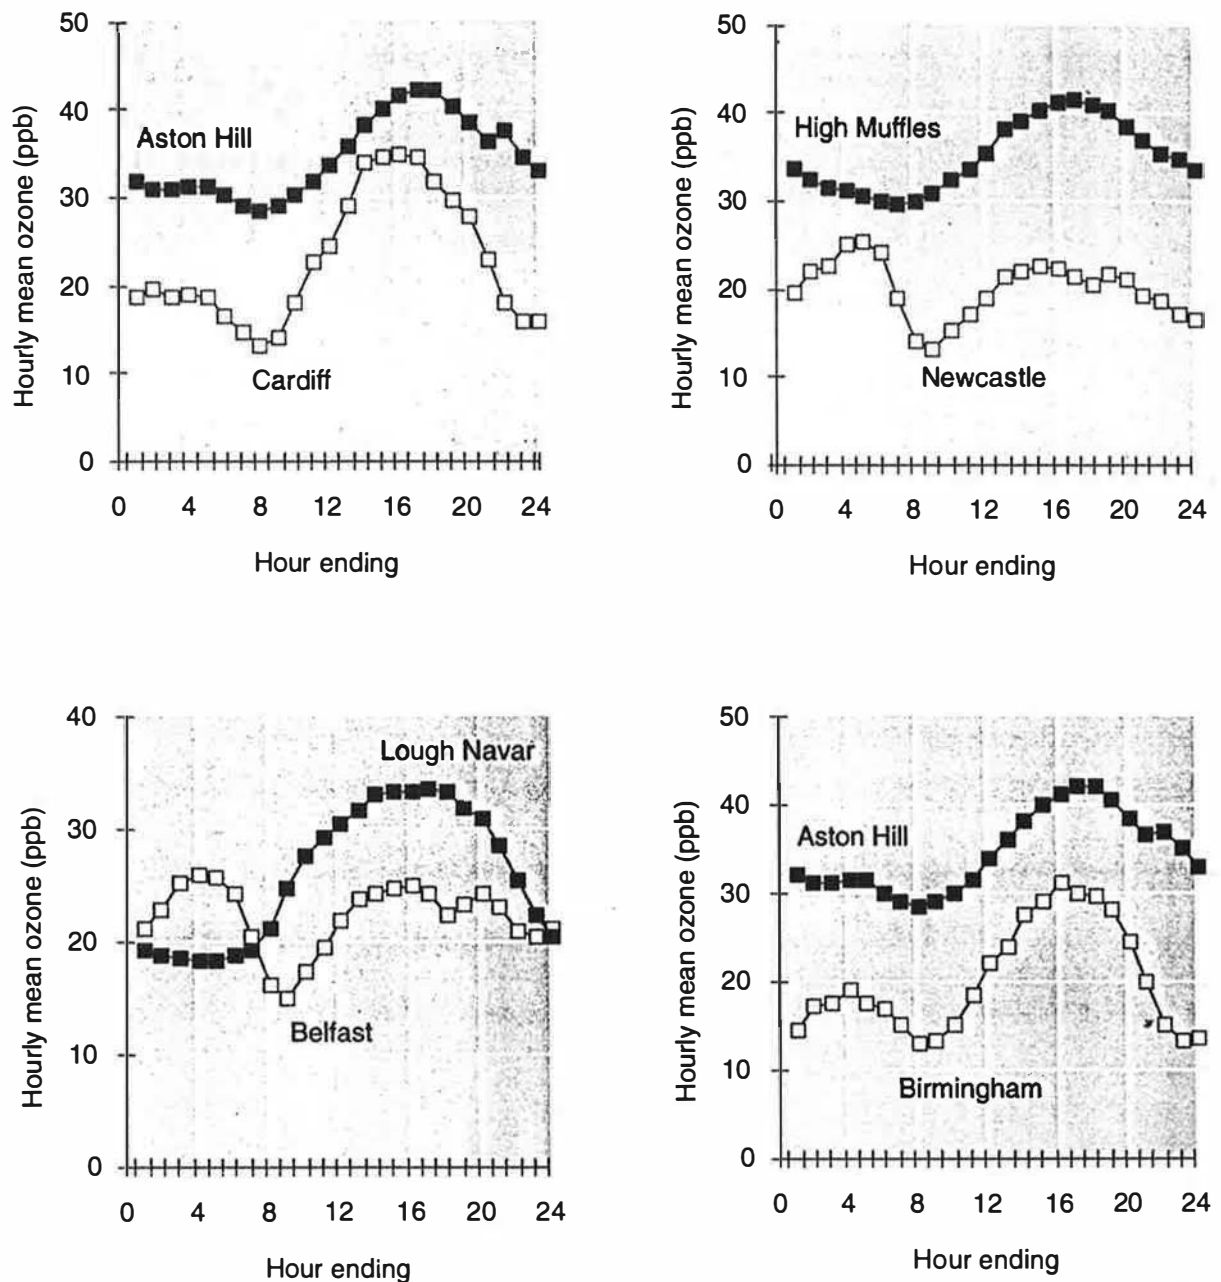 50
40
30
20
10
0
Hourly mean ozone (ppb)
Aston Hill
Cardiff
0 4 8 12 16 20 24
Hour ending
50
40
30
20
10
0
Hourly mean ozone (ppb)
High Muffles
Newcastle
0 4 8 12 16 20 24
Hour ending
40
30
20
10
0
Hourly mean ozone (ppb)
Lough Navar
Belfast
0 4 8 12 16 20 24
Hour ending
50
40
30
20
10
0
Hourly mean ozone (ppb)
Aston Hill
Birmingham
0 4 8 12 16 20 24
Hour ending